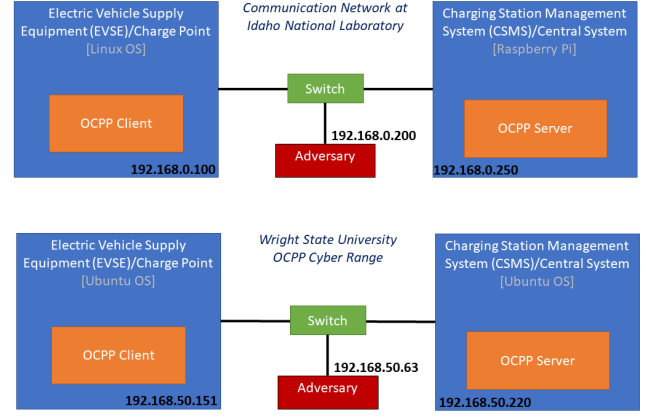 Electric Vehicle Supply
Equipment (EVSE)/Charge Point
[Linux OS]
OCPP Client
192.168.0.100
Communication Network at
Idaho National Laboratory
Switch
192.168.0.200
Adversary
Charging Station Management
System (CSMS)/Central System
[Raspberry Pi]
OCPP Server
192.168.0.250
Electric Vehicle Supply
Equipment (EVSE)/Charge Point
[Ubuntu OS]
OCPP Client
192.168.50.151
Wright State University
OCPP Cyber Range
Switch
192.168.50.63
Adversary
Charging Station Management
System (CSMS)/Central System
[Ubuntu OS]
OCPP Server
192.168.50.220